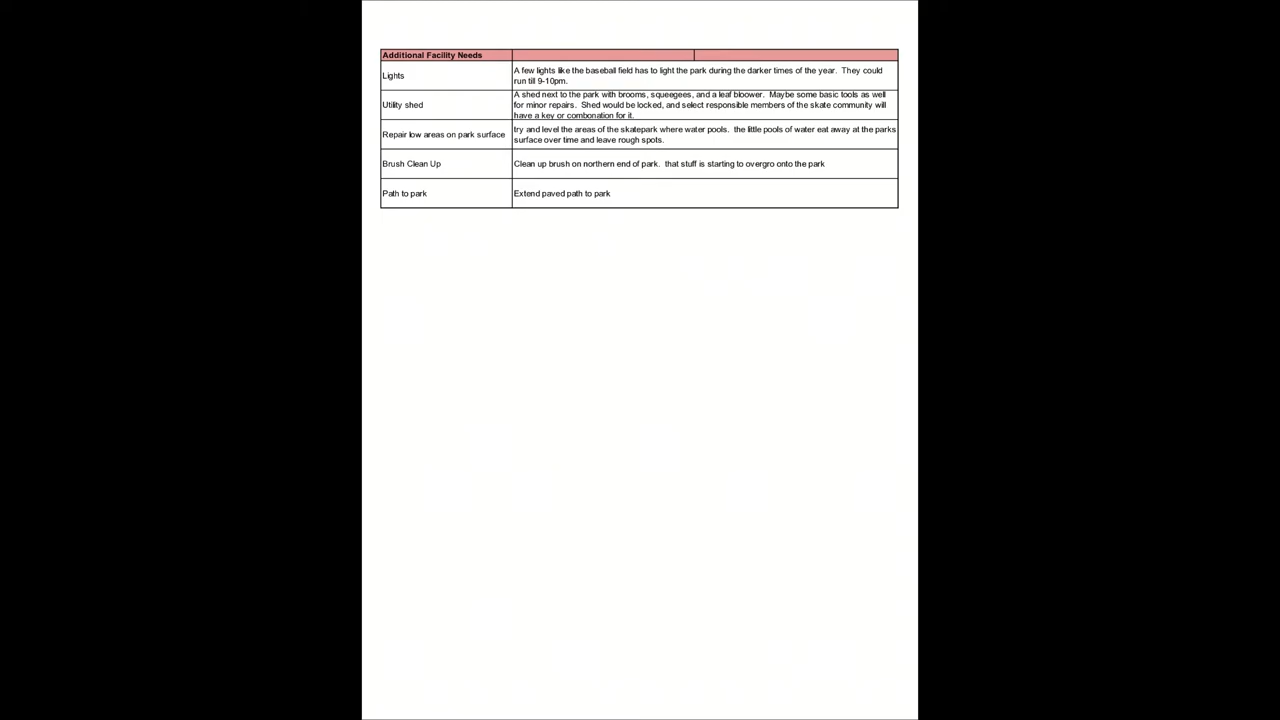 Additional Facility Needs
Lights
A few lights like the baseball field has to light the park during the darker times of the year. They could
run till 9-10pm.
Utility shed
A shed next to the park with brooms, squeegees, and a leaf bloower. Maybe some basic tools as well
for minor repairs. Shed would be locked, and select responsible members of the skate community will
have a key or combonation for it.
Repair low areas on park surface
try and level the areas of the skatepark where water pools. the little pools of water eat away at the parks
surface over time and leave rough spots.
Brush Clean Up
Clean up brush on northern end of park. that stuff is starting to overgro onto the park
Path to park
Extend paved path to park